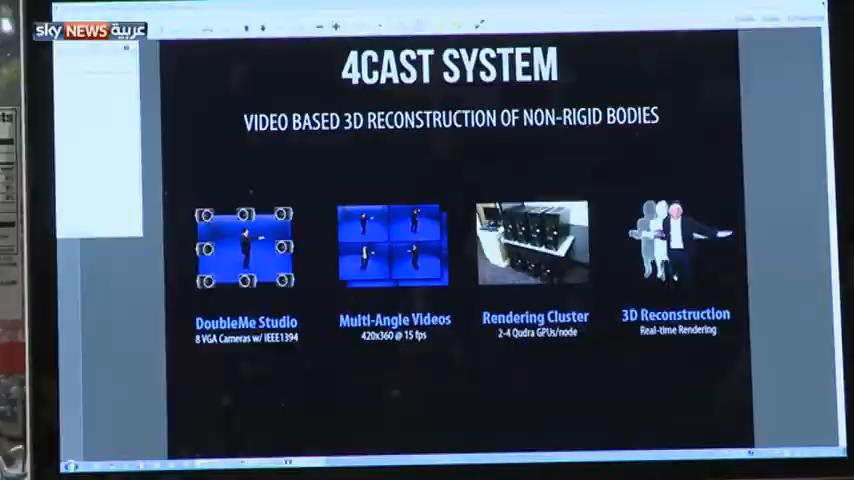 sky NEWS عربية
4CAST SYSTEM
VIDEO BASED 3D RECONSTRUCTION OF NON-RIGID BODIES
DoubleMe Studio
8 VGA Cameras w/ IEEE1394
Multi-Angle Videos
420x360 @ 15 fps
Rendering Cluster
2-4 Qudra GPUs/node
3D Reconstruction
Real-time Rendering